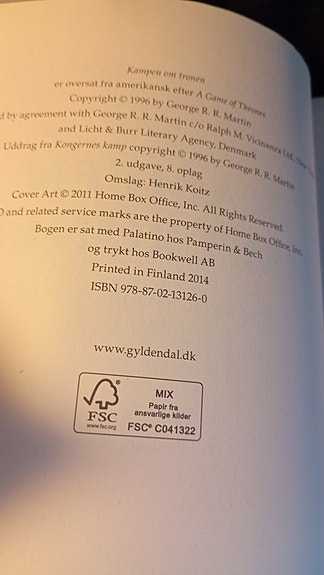 Kampen om tronen
er oversat fra amerikansk efter A Game of Thrones
Copyright © 1996 by George R. R. Martin
by agreement with George R. R. Martin c/o Ralph M. Vicinanza Ltd.,
and Licht & Burr Literary Agency, Denmark
Uddrag fra Kongernes kamp copyright © 1996 by George R. R. Martin
2. udgave, 8. oplag
Omslag: Henrik Koitz
Cover Art © 2011 Home Box Office, Inc. All Rights Reserved.
and related service marks are the property of Home Box Office, Inc.
Bogen er sat med Palatino hos Pamperin & Bech
og trykt hos Bookwell AB
Printed in Finland 2014
ISBN 978-87-02-13126-0
www.gyldendal.dk
FSC®
www.fsc.org
MIX
Papir fra
ansvarlige kilder
FSC® C041322